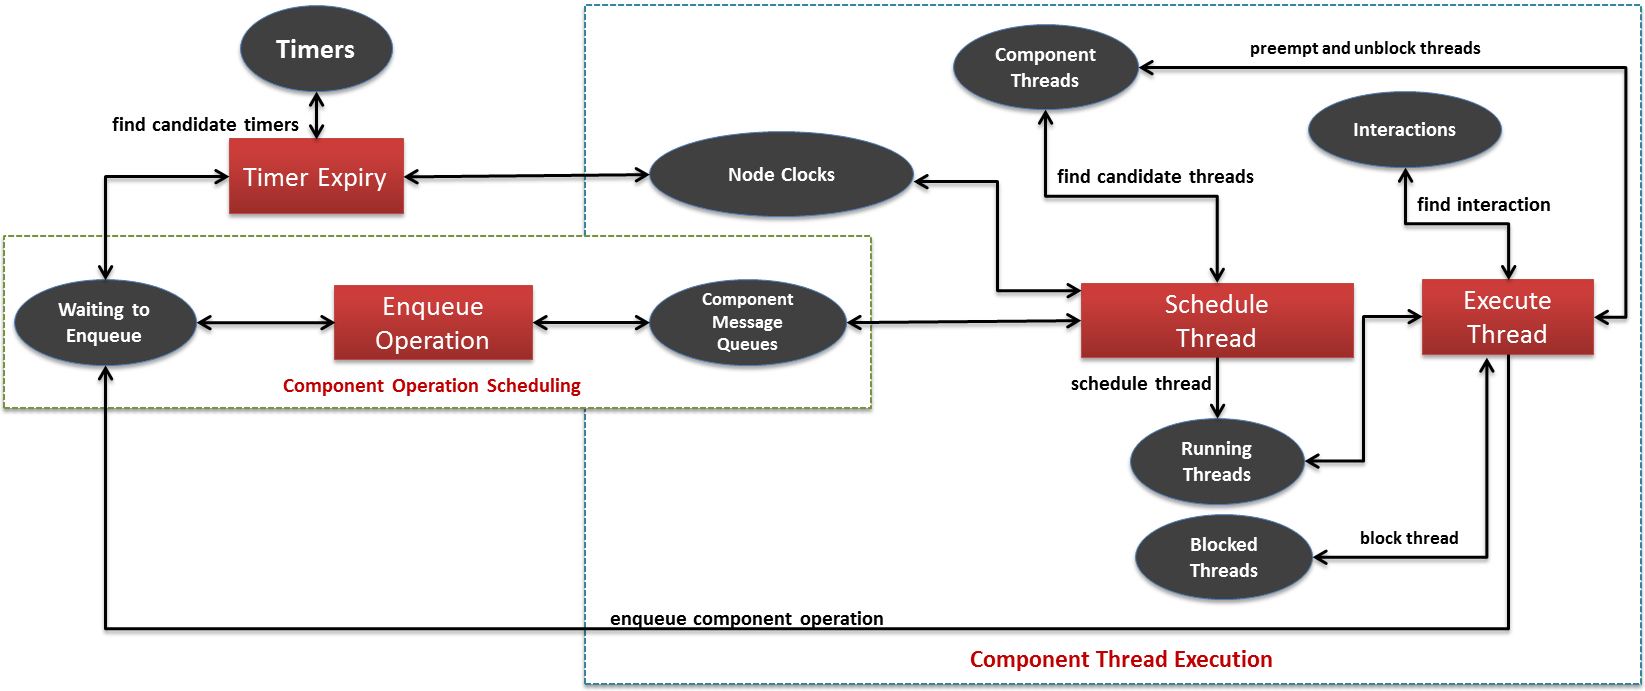 Timers
find candidate timers
Timer Expiry
Node Clocks
Component
Threads
preempt and unblock threads
Interactions
find candidate threads
find interaction
Waiting to
Enqueue
Enqueue
Operation
Component
Message
Queues
Component Operation Scheduling
Schedule
Thread
Execute
Thread
schedule thread
Running
Threads
Blocked
Threads
block thread
enqueue component operation
Component Thread Execution